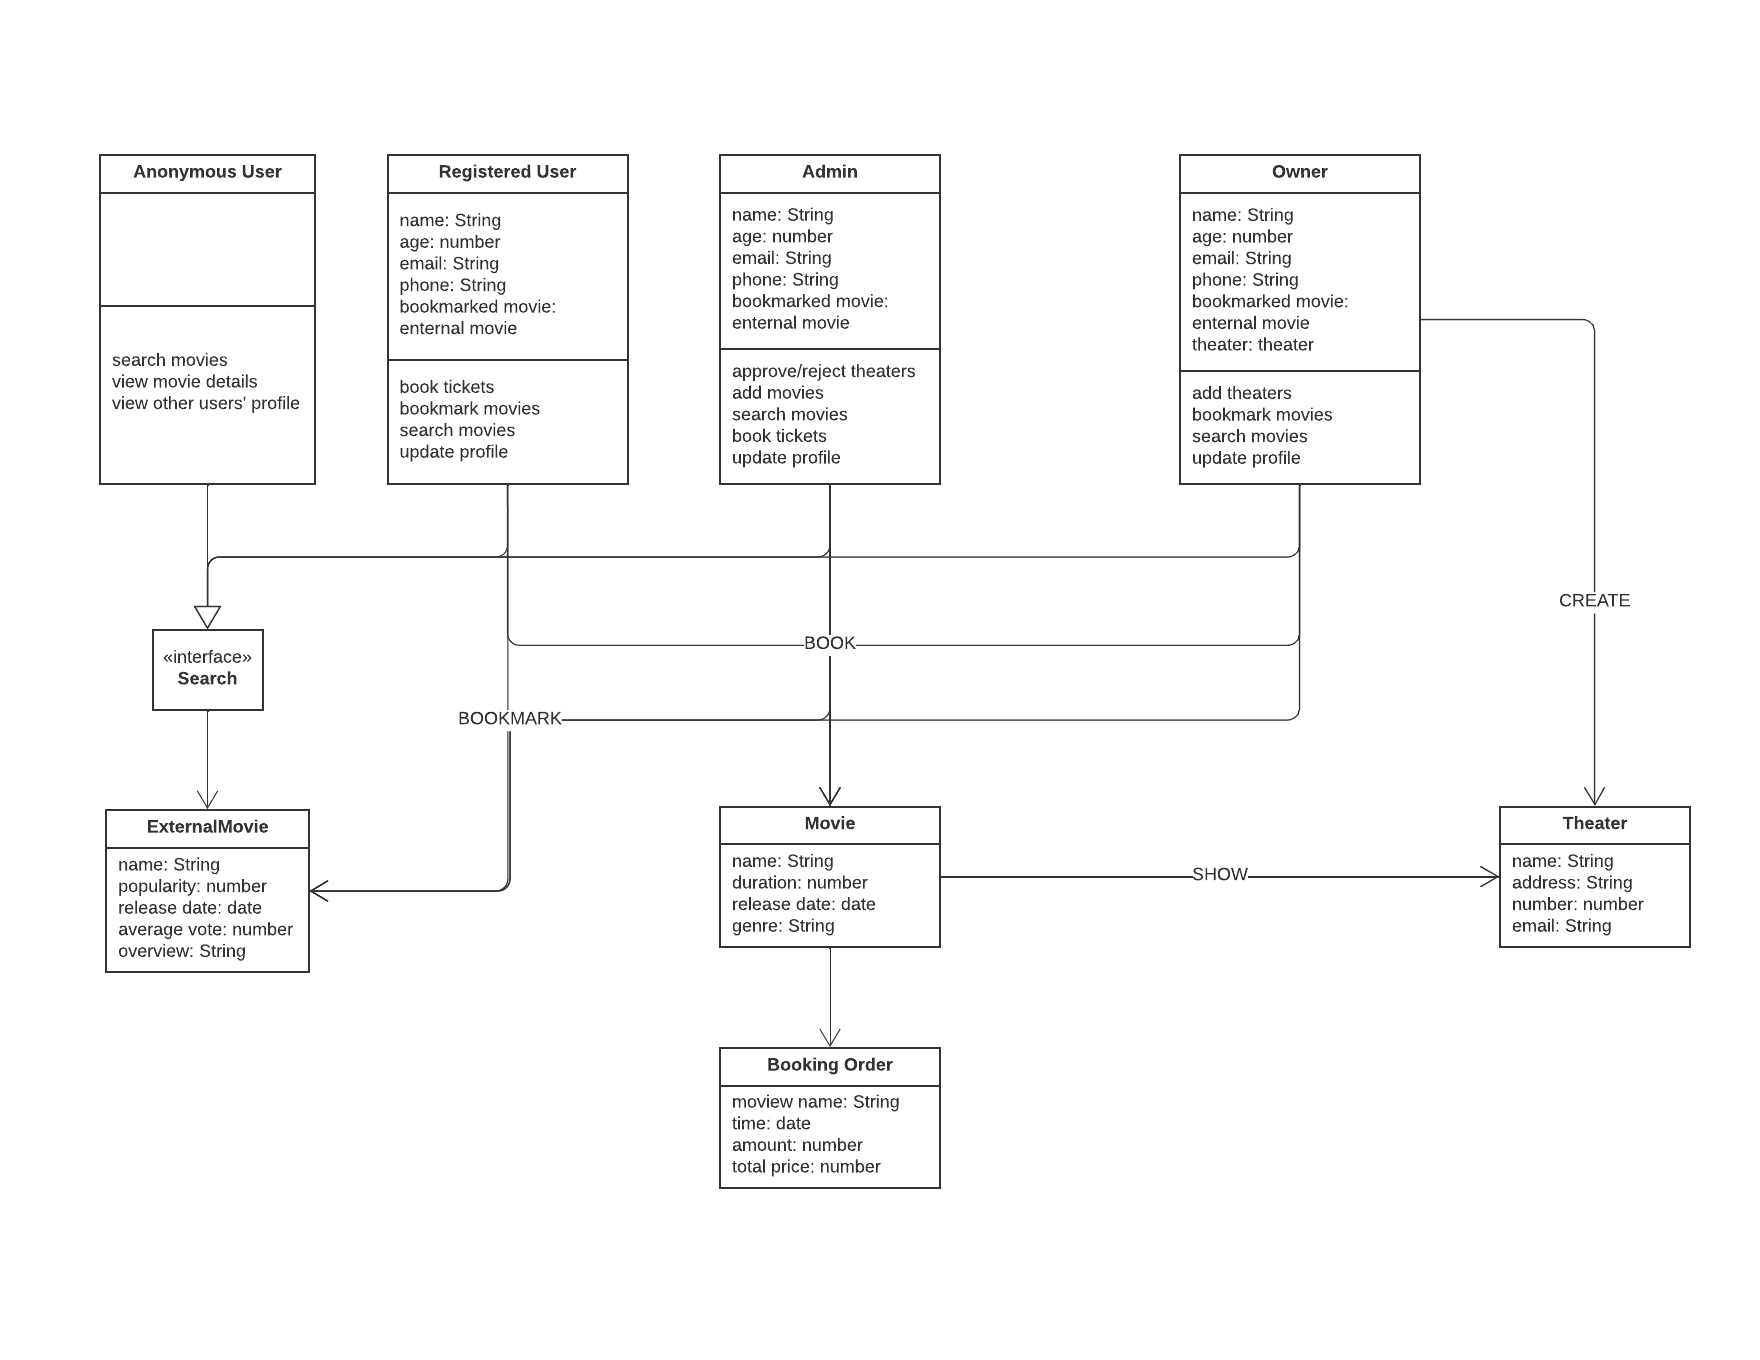 Anonymous User
search movies
view movie details
view other users' profile
Registered User
name: String
age: number
email: String
phone: String
bookmarked movie:
enternal movie
book tickets
bookmark movies
search movies
update profile
Admin
name: String
age: number
email: String
phone: String
bookmarked movie:
enternal movie
approve/reject theaters
add movies
search movies
book tickets
update profile
Owner
name: String
age: number
email: String
phone: String
bookmarked movie:
enternal movie
theater: theater
add theaters
bookmark movies
search movies
update profile
CREATE
BOOK
«interface»
Search
BOOKMARK
ExternalMovie
name: String
popularity: number
release date: date
average vote: number
overview: String
Movie
name: String
duration: number
release date: date
genre: String
SHOW
Theater
name: String
address: String
number: number
email: String
Booking Order
moview name: String
time: date
amount: number
total price: number